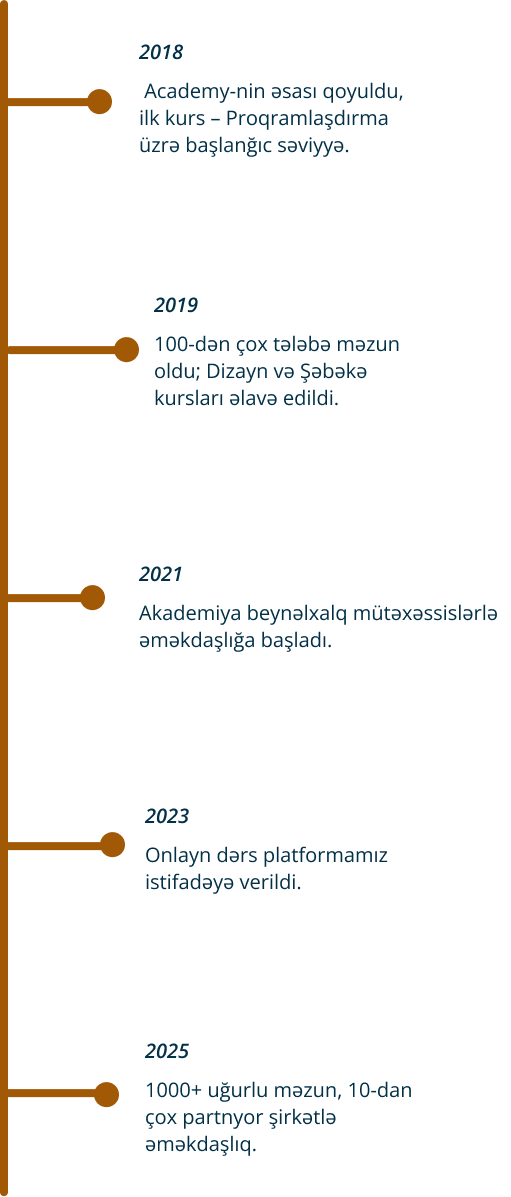 2018
Academy-nin əsası qoyuldu,
ilk kurs – Proqramlaşdırma
üzrə başlanğıc səviyyə.
2019
100-dən çox tələbə məzun
oldu; Dizayn və Şəbəkə
kursları əlavə edildi.
2021
Akademiya beynəlxalq mütəxəssislərlə
əməkdaşlığa başladı.
2023
Onlayn dərs platformamız
istifadəyə verildi.
2025
1000+ uğurlu məzun, 10-dan
çox partnyor şirkətlə
əməkdaşlıq.